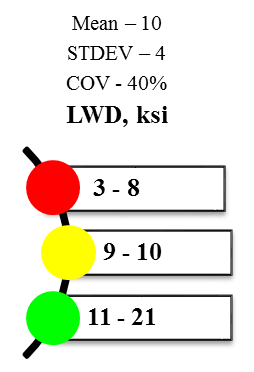 Mean – 10
STDEV – 4
COV - 40%
LWD, ksi
3 - 8
9 - 10
11 - 21